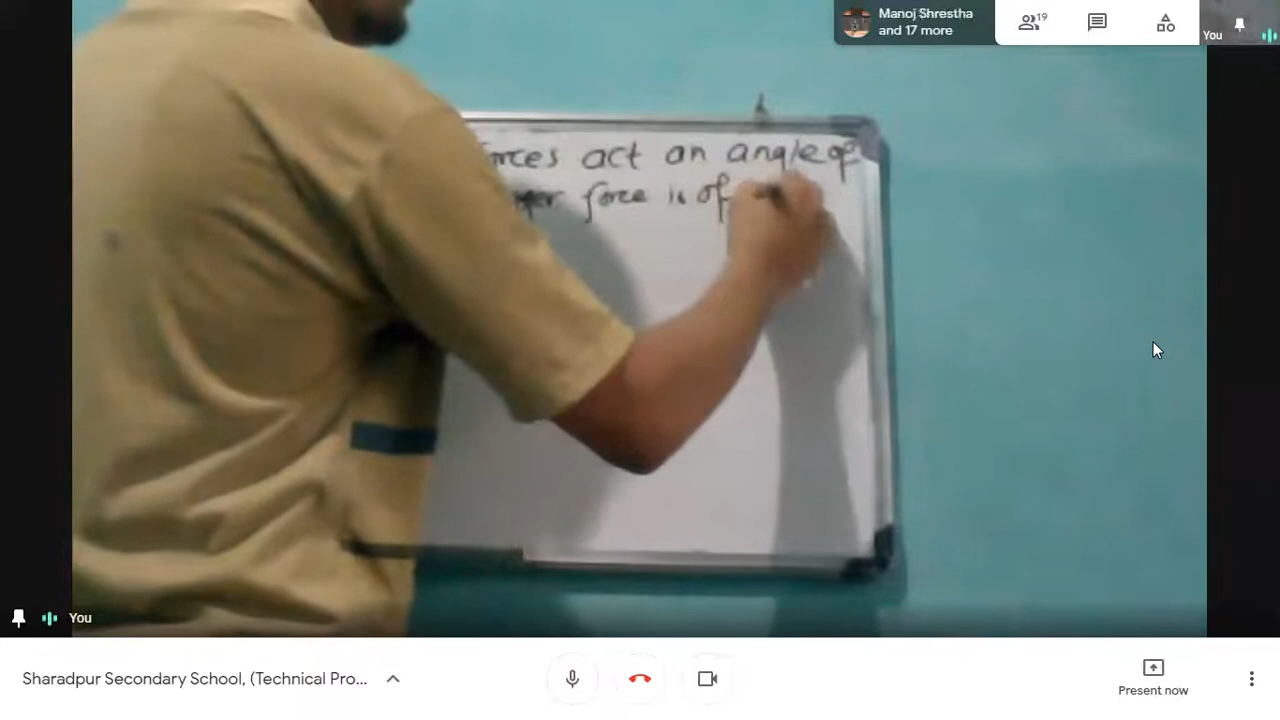 Manoj Shrestha
and 17 more
19
You
act an angle of
force is of
You
Sharadpur Secondary School, (Technical Pro...
Present now